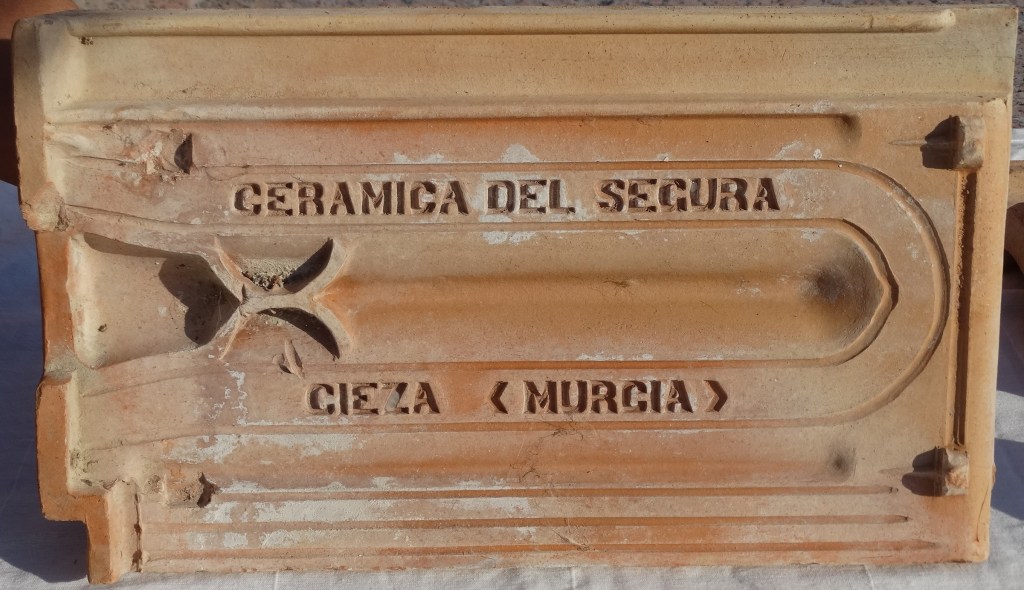 CERAMICA DEL SEGURA
CIEZA (MURCIA)